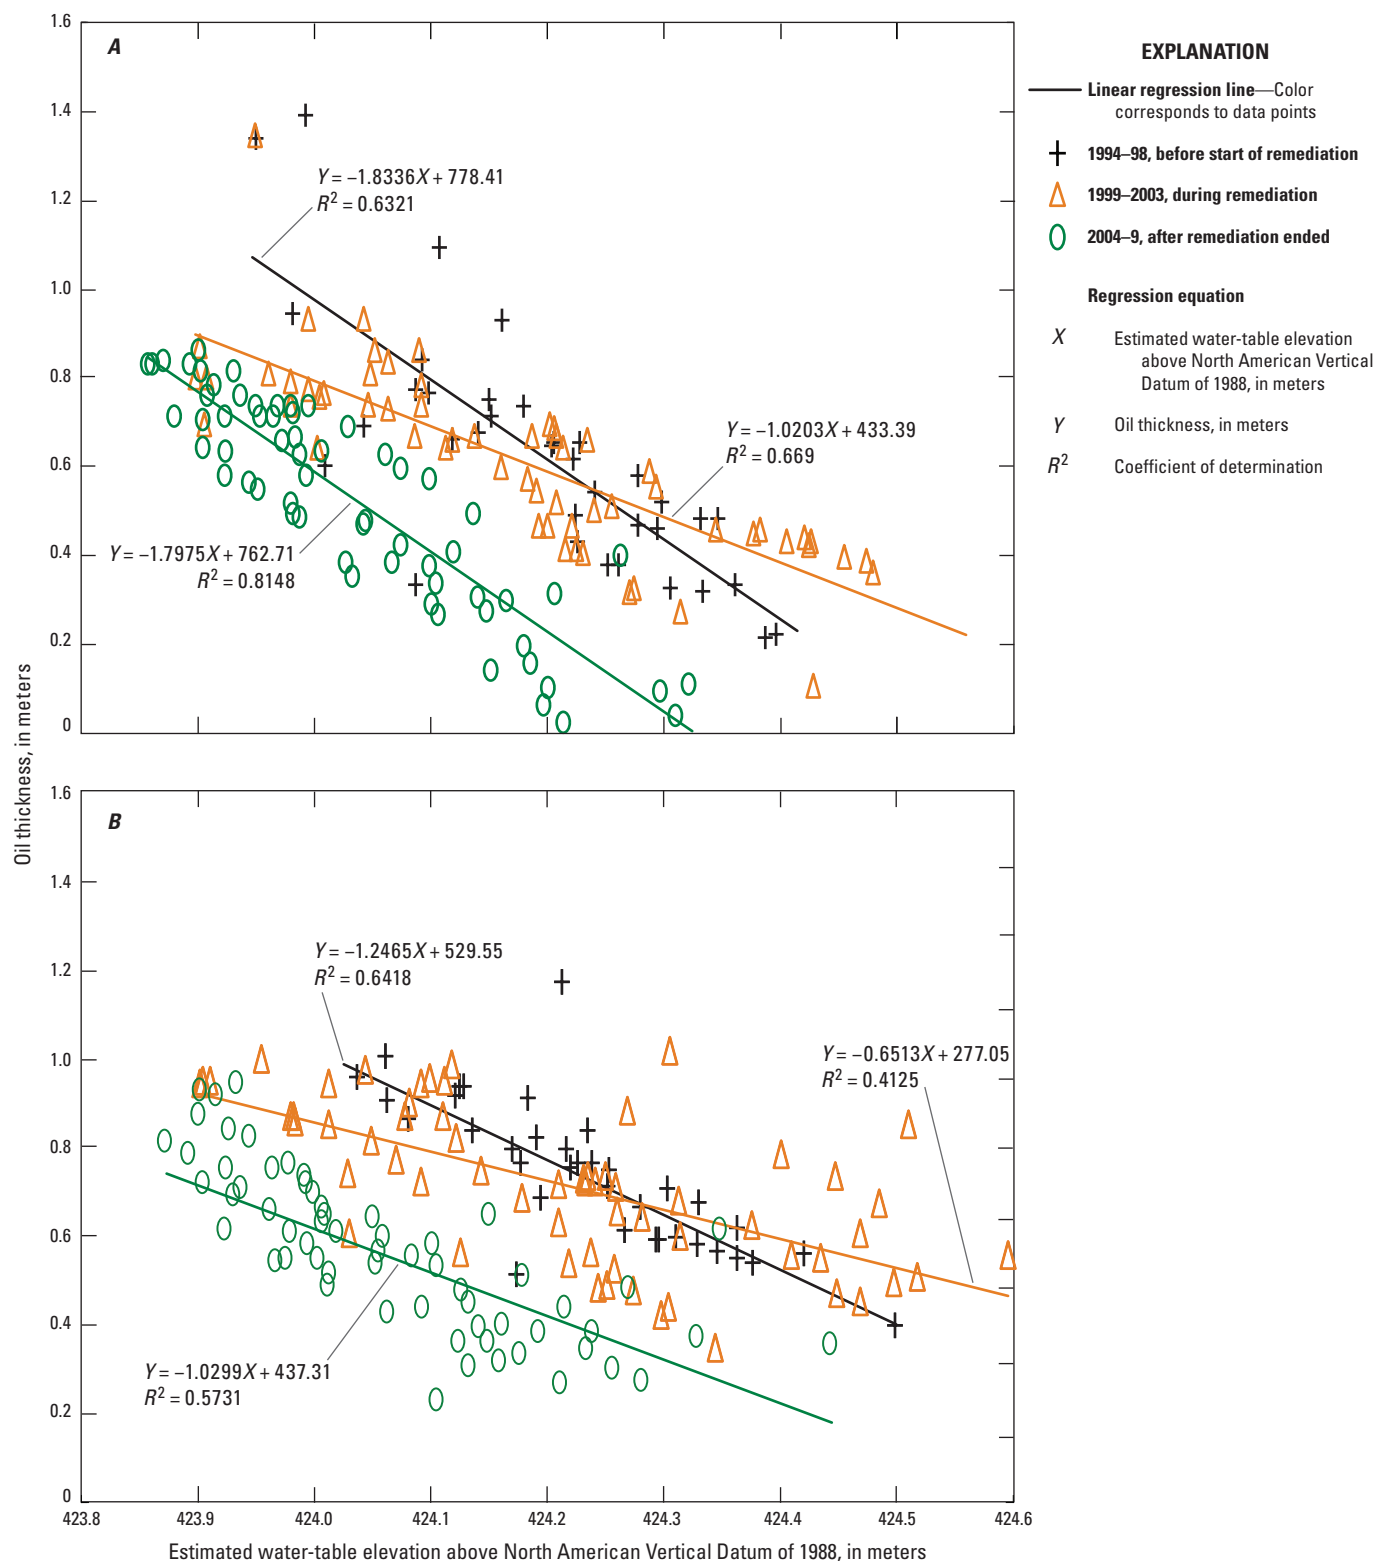 A
1.6
1.4
1.2
1.0
0.8
0.6
0.4
0.2
0
Y = −1.8336X + 778.41
R² = 0.6321
Y = −1.0203X + 433.39
R² = 0.669
Y = −1.7975X + 762.71
R² = 0.8148
EXPLANATION
Linear regression line—Color
corresponds to data points
1994–98, before start of remediation
1999–2003, during remediation
2004–9, after remediation ended
Regression equation
X Estimated water-table elevation
above North American Vertical
Datum of 1988, in meters
Y Oil thickness, in meters
R² Coefficient of determination
Oil thickness, in meters
B
1.6
1.4
1.2
1.0
0.8
0.6
0.4
0.2
0
Y = −1.2465X + 529.55
R² = 0.6418
Y = −0.6513X + 277.05
R² = 0.4125
Y = −1.0299X + 437.31
R² = 0.5731
423.8 423.9 424.0 424.1 424.2 424.3 424.4 424.5 424.6
Estimated water-table elevation above North American Vertical Datum of 1988, in meters